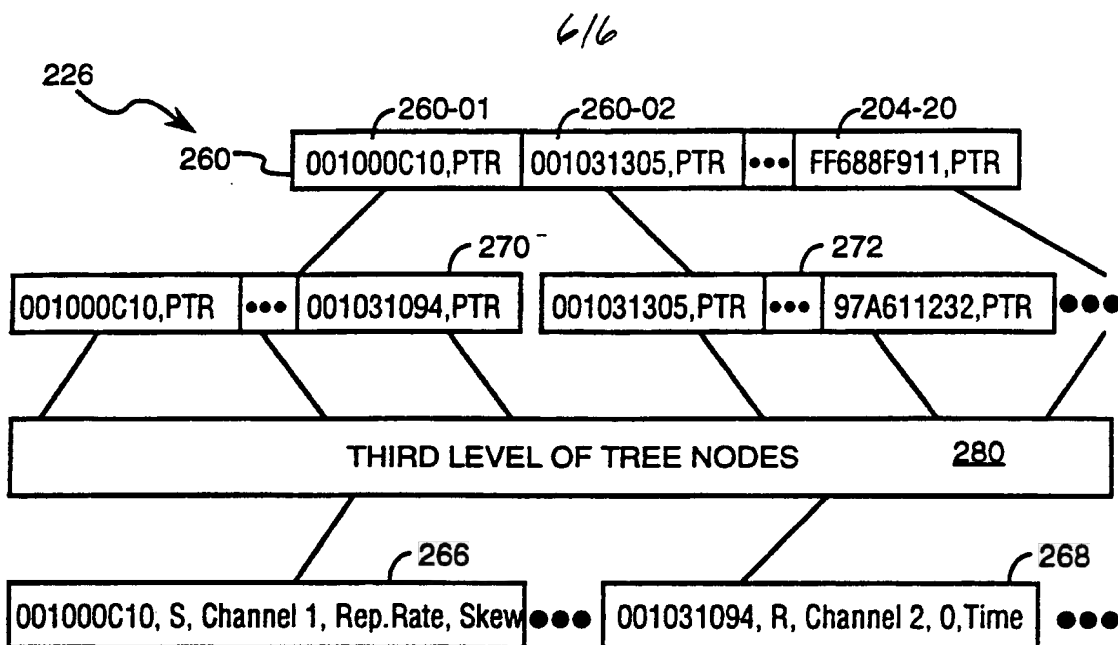 6/6
226
260-01 260-02 204-20
260
001000C10,PTR 001031305,PTR ●●● FF688F911,PTR
270 272
001000C10,PTR ●●● 001031094,PTR 001031305,PTR ●●● 97A611232,PTR ●●●
THIRD LEVEL OF TREE NODES 280
266 268
001000C10, S, Channel 1, Rep.Rate, Skew ●●● 001031094, R, Channel 2, 0,Time ●●●